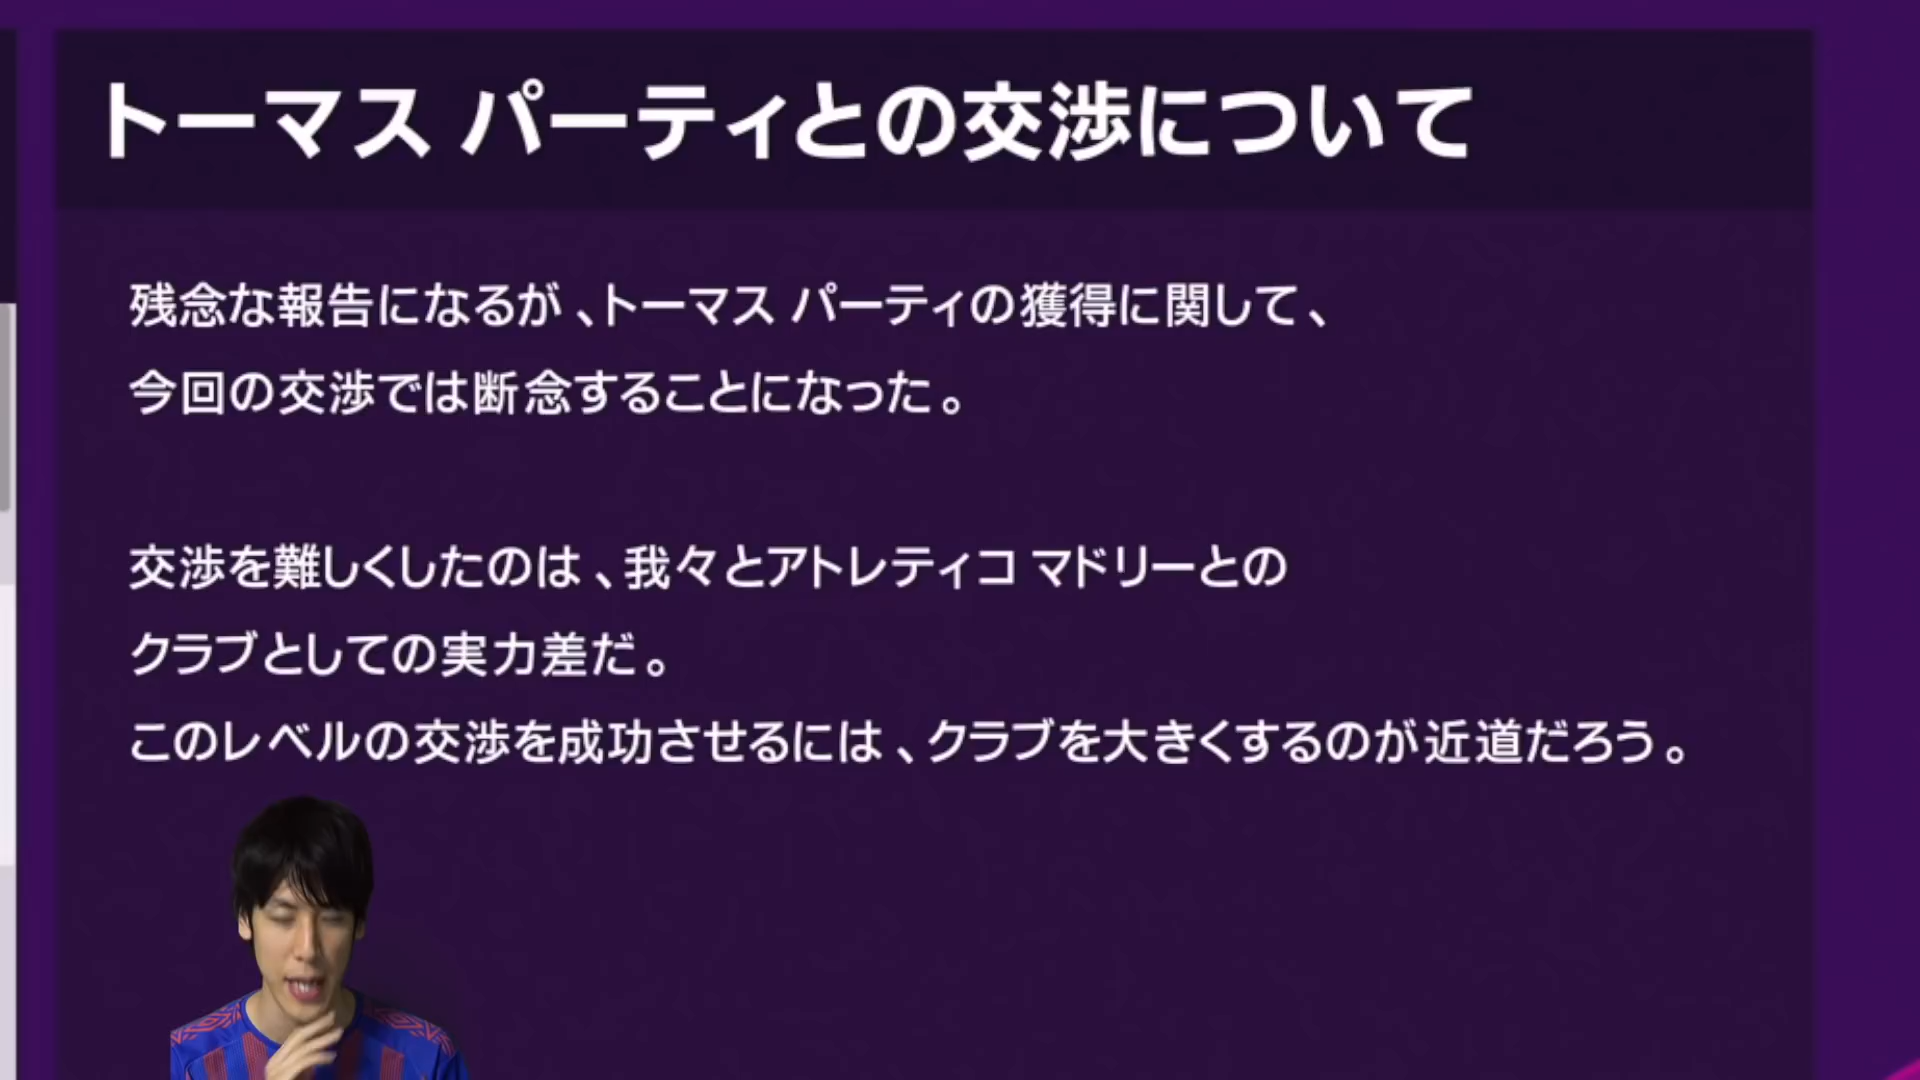 トーマス パーティとの交渉について
残念な報告になるが、トーマス パーティの獲得に関して、
今回の交渉では断念することになった。
交渉を難しくしたのは、我々とアトレティコ マドリーとの
クラブとしての実力差だ。
このレベルの交渉を成功させるには、クラブを大きくするのが近道だろう。